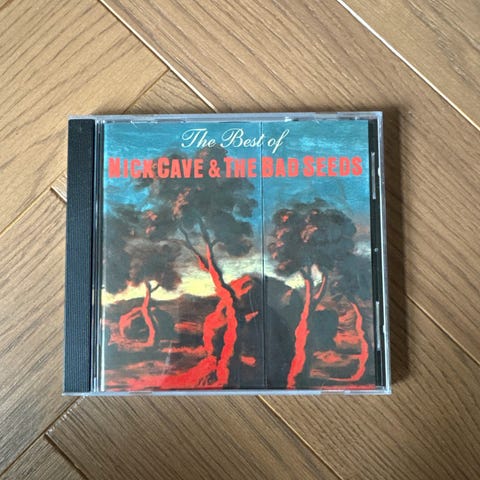 The Best of
NICK CAVE & THE BAD SEEDS